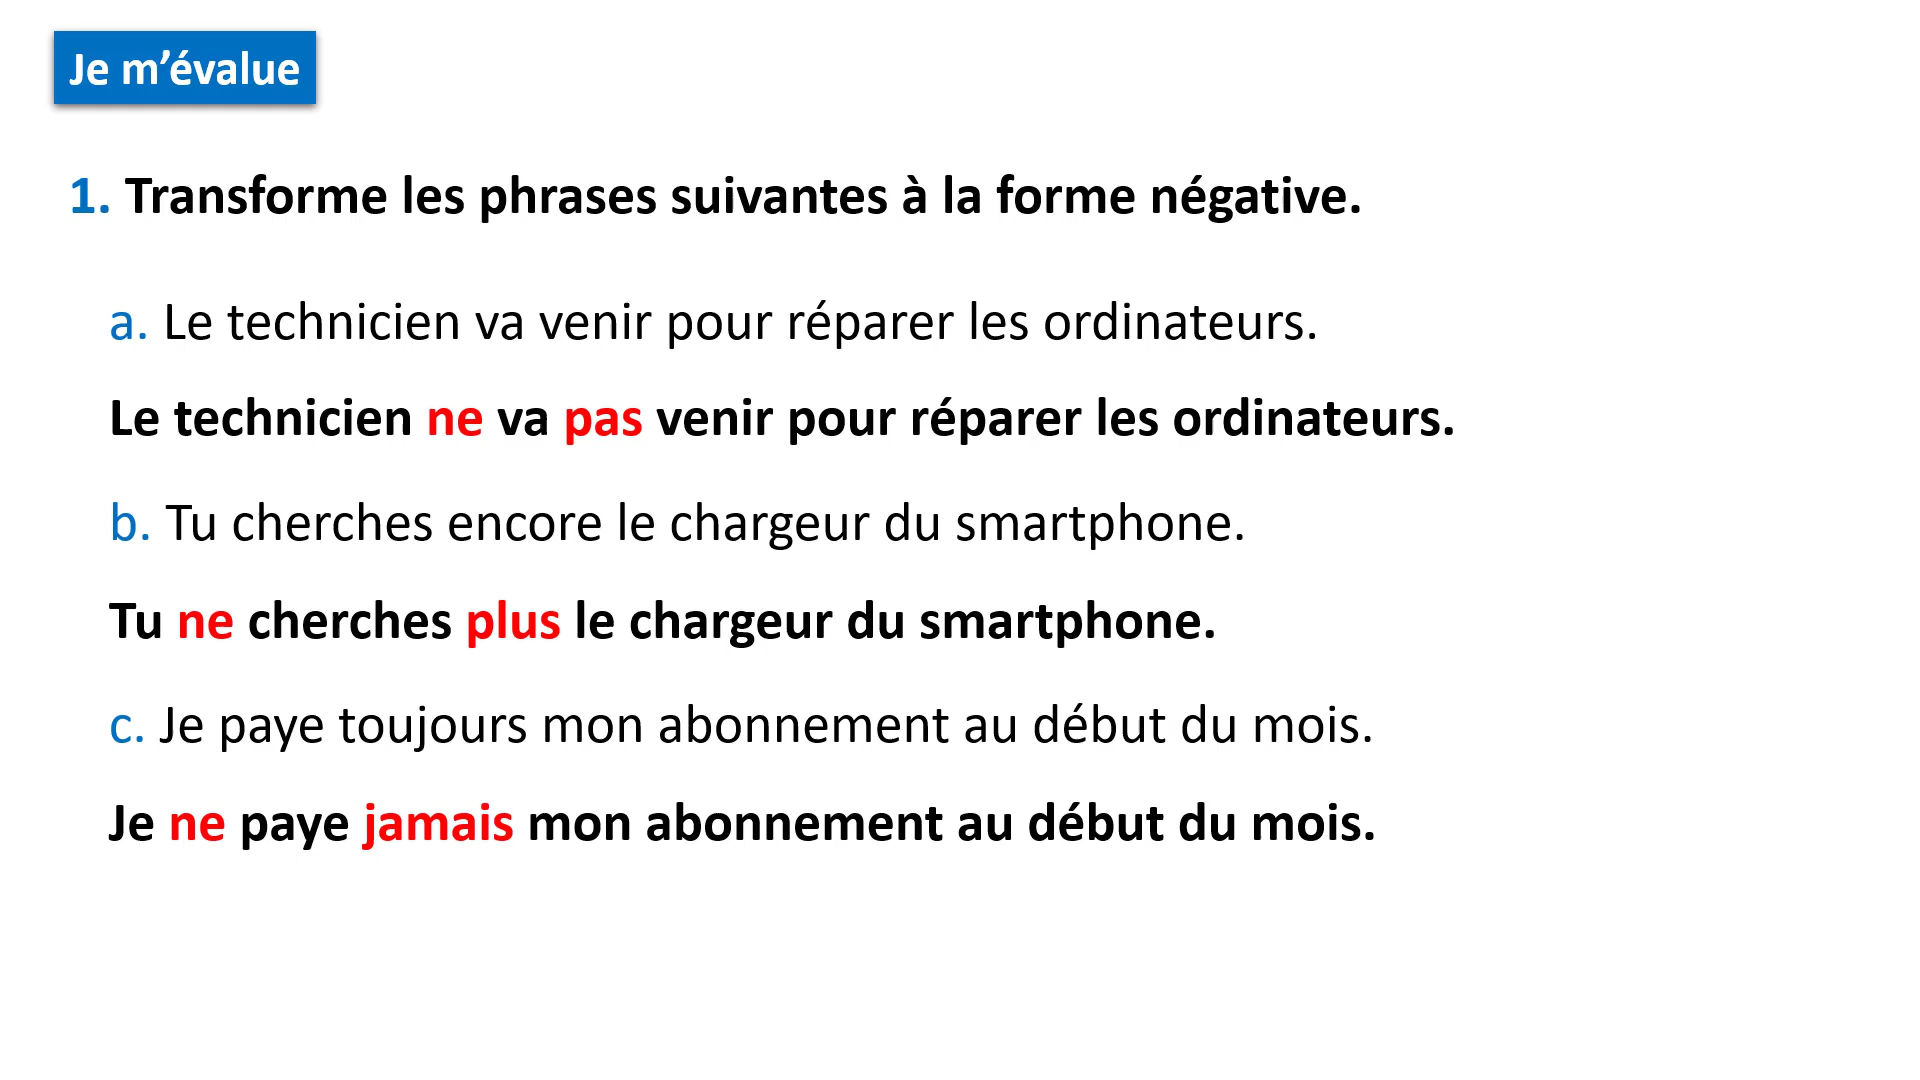 Je m’évalue
1. Transforme les phrases suivantes à la forme négative.
a. Le technicien va venir pour réparer les ordinateurs.
Le technicien ne va pas venir pour réparer les ordinateurs.
b. Tu cherches encore le chargeur du smartphone.
Tu ne cherches plus le chargeur du smartphone.
c. Je paye toujours mon abonnement au début du mois.
Je ne paye jamais mon abonnement au début du mois.